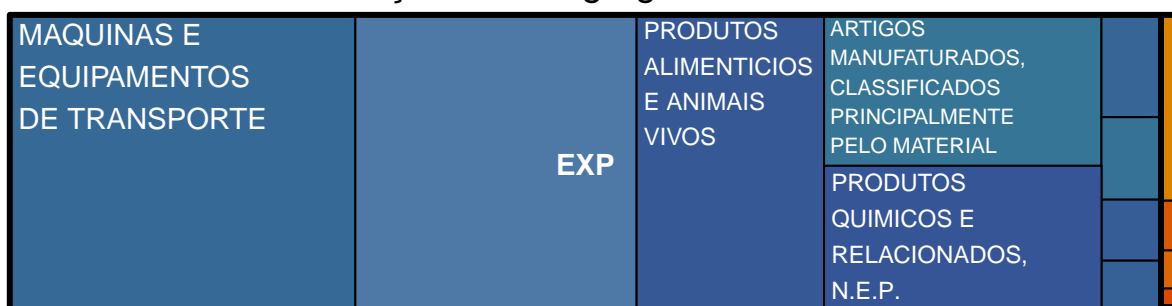 MAQUINAS E
EQUIPAMENTOS
DE TRANSPORTE
EXP
PRODUTOS
ALIMENTICIOS
E ANIMAIS
VIVOS
ARTIGOS
MANUFATURADOS,
CLASSIFICADOS
PRINCIPALMENTE
PELO MATERIAL
PRODUTOS
QUIMICOS E
RELACIONADOS,
N.E.P.